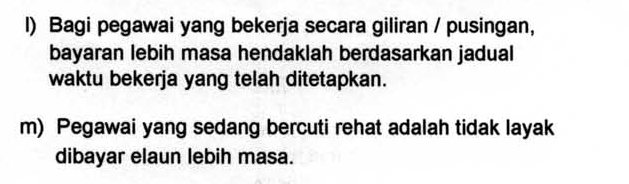 l) Bagi pegawai yang bekerja secara giliran / pusingan,
bayaran lebih masa hendaklah berdasarkan jadual
waktu bekerja yang telah ditetapkan.
m) Pegawai yang sedang bercuti rehat adalah tidak layak
dibayar elaun lebih masa.